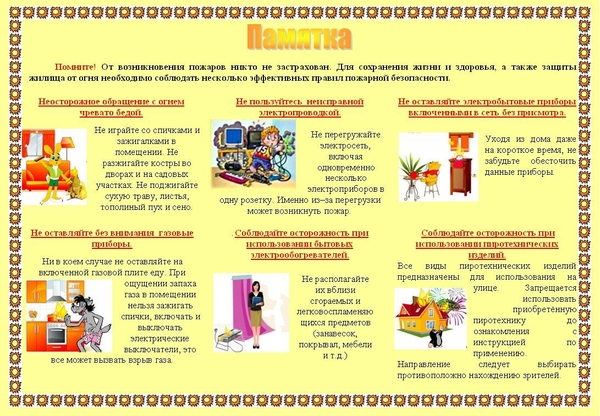 Памятка
Помните! От возникновения пожаров никто не застрахован. Для сохранения жизни и здоровья, а также защиты
жилища от огня необходимо соблюдать несколько эффективных правил пожарной безопасности.
Неосторожное обращение с огнем
чревато бедой.
Не играйте со спичками и
зажигалками в
помещении. Не
разжигайте костры во
дворах и на садовых
участках. Не поджигайте
сухую траву, листья,
тополиный пух и сено.
Не пользуйтесь неисправной
электропроводкой.
Не перегружайте
электросеть,
включая
одновременно
несколько
электроприборов в
одну розетку. Именно из–за перегрузки
может возникнуть пожар.
Не оставляйте электробытовые приборы
включенными в сеть без присмотра.
Уходя из дома даже
на короткое время, не
забудьте обесточить
данные приборы.
Не оставляйте без внимания газовые
приборы.
Ни в коем случае не оставляйте на
включенной газовой плите еду. При
ощущении запаха
газа в помещении
нельзя зажигать
спички, включать и
выключать
электрические
выключатели, это
все может вызвать взрыв газа.
Соблюдайте осторожность при
использовании бытовых
электрообогревателей.
Не располагайте
их вблизи
сгораемых и
легковоспламеняю
щихся предметов
(занавесок,
покрывал, мебели
и т.д.)
Соблюдайте осторожность при
использовании пиротехнических
изделий.
Все виды пиротехнических изделий
предназначены для использования на
улице. Запрещается
использовать
приобретённую
пиротехнику до
ознакомления с
инструкцией по
применению.
Направление следует выбирать
противоположно нахождению зрителей.